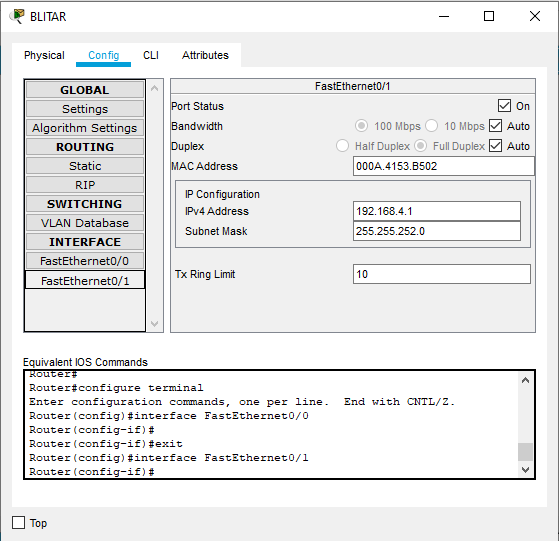 BLITAR
Physical Config CLI Attributes
GLOBAL
Settings
Algorithm Settings
ROUTING
Static
RIP
SWITCHING
VLAN Database
INTERFACE
FastEthernet0/0
FastEthernet0/1
FastEthernet0/1
Port Status On
Bandwidth 100 Mbps 10 Mbps Auto
Duplex Half Duplex Full Duplex Auto
MAC Address 000A.4153.B502
IP Configuration
IPv4 Address 192.168.4.1
Subnet Mask 255.255.252.0
Tx Ring Limit 10
Equivalent IOS Commands
Router#
Router#configure terminal
Enter configuration commands, one per line. End with CNTL/Z.
Router(config)#interface FastEthernet0/0
Router(config-if)#
Router(config-if)#exit
Router(config)#interface FastEthernet0/1
Router(config-if)#
Top